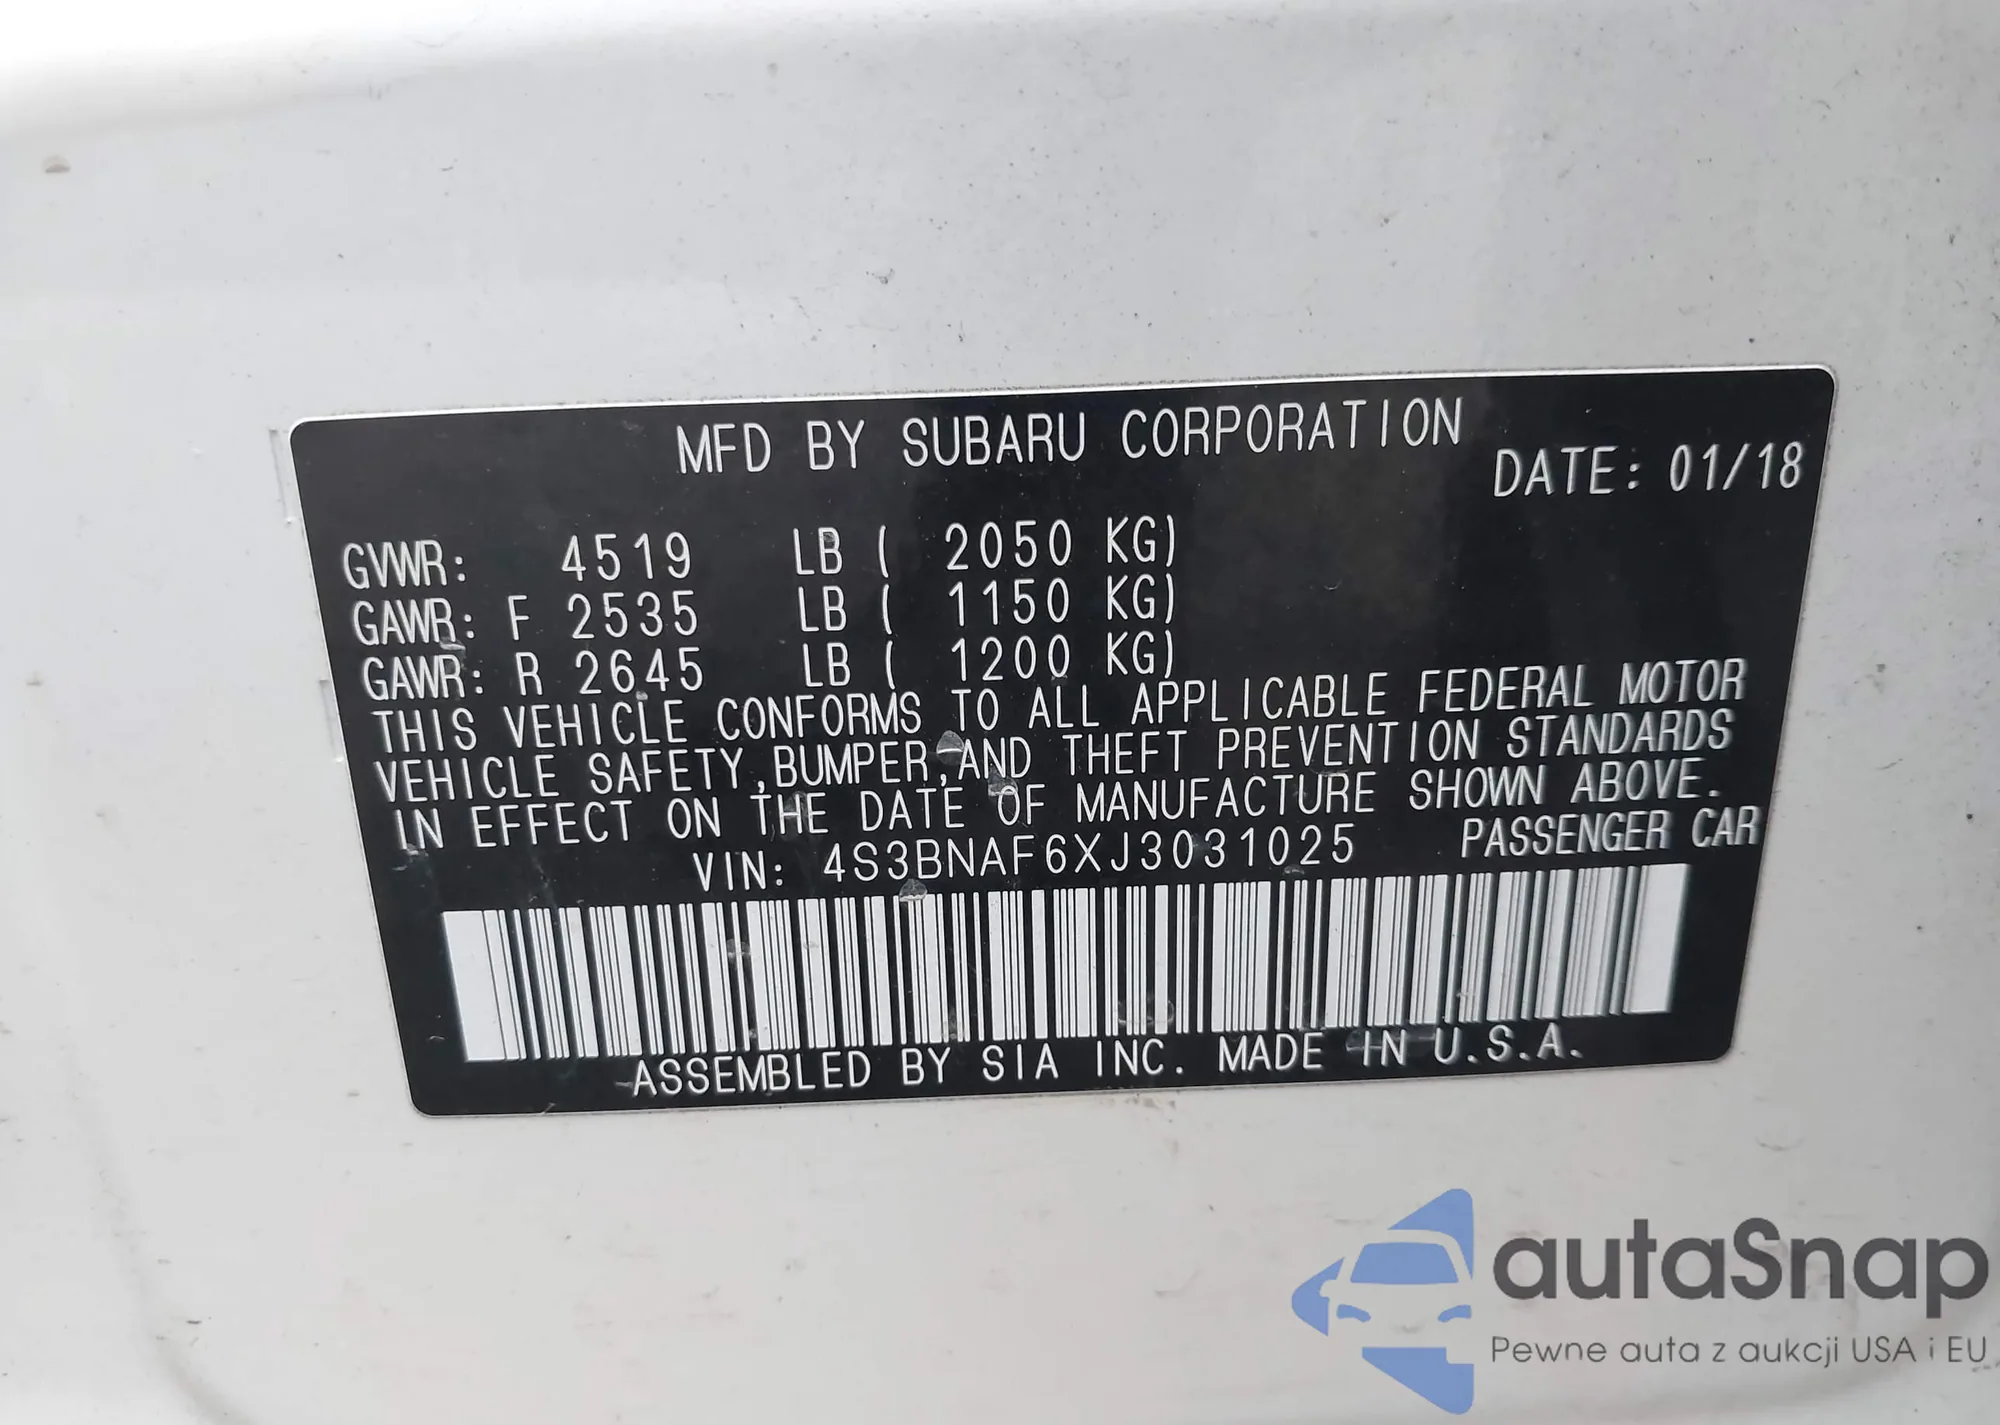 MFD BY SUBARU CORPORATION
DATE: 01/18
GVWR: 4519 LB ( 2050 KG)
GAWR: F 2535 LB ( 1150 KG)
GAWR: R 2645 LB ( 1200 KG)
THIS VEHICLE CONFORMS TO ALL APPLICABLE FEDERAL MOTOR
VEHICLE SAFETY,BUMPER,AND THEFT PREVENTION STANDARDS
IN EFFECT ON THE DATE OF MANUFACTURE SHOWN ABOVE.
VIN: 4S3BNAF6XJ3031025 PASSENGER CAR
ASSEMBLED BY SIA INC. MADE IN U.S.A.
autaSnap
Pewne auta z aukcji USA i EU